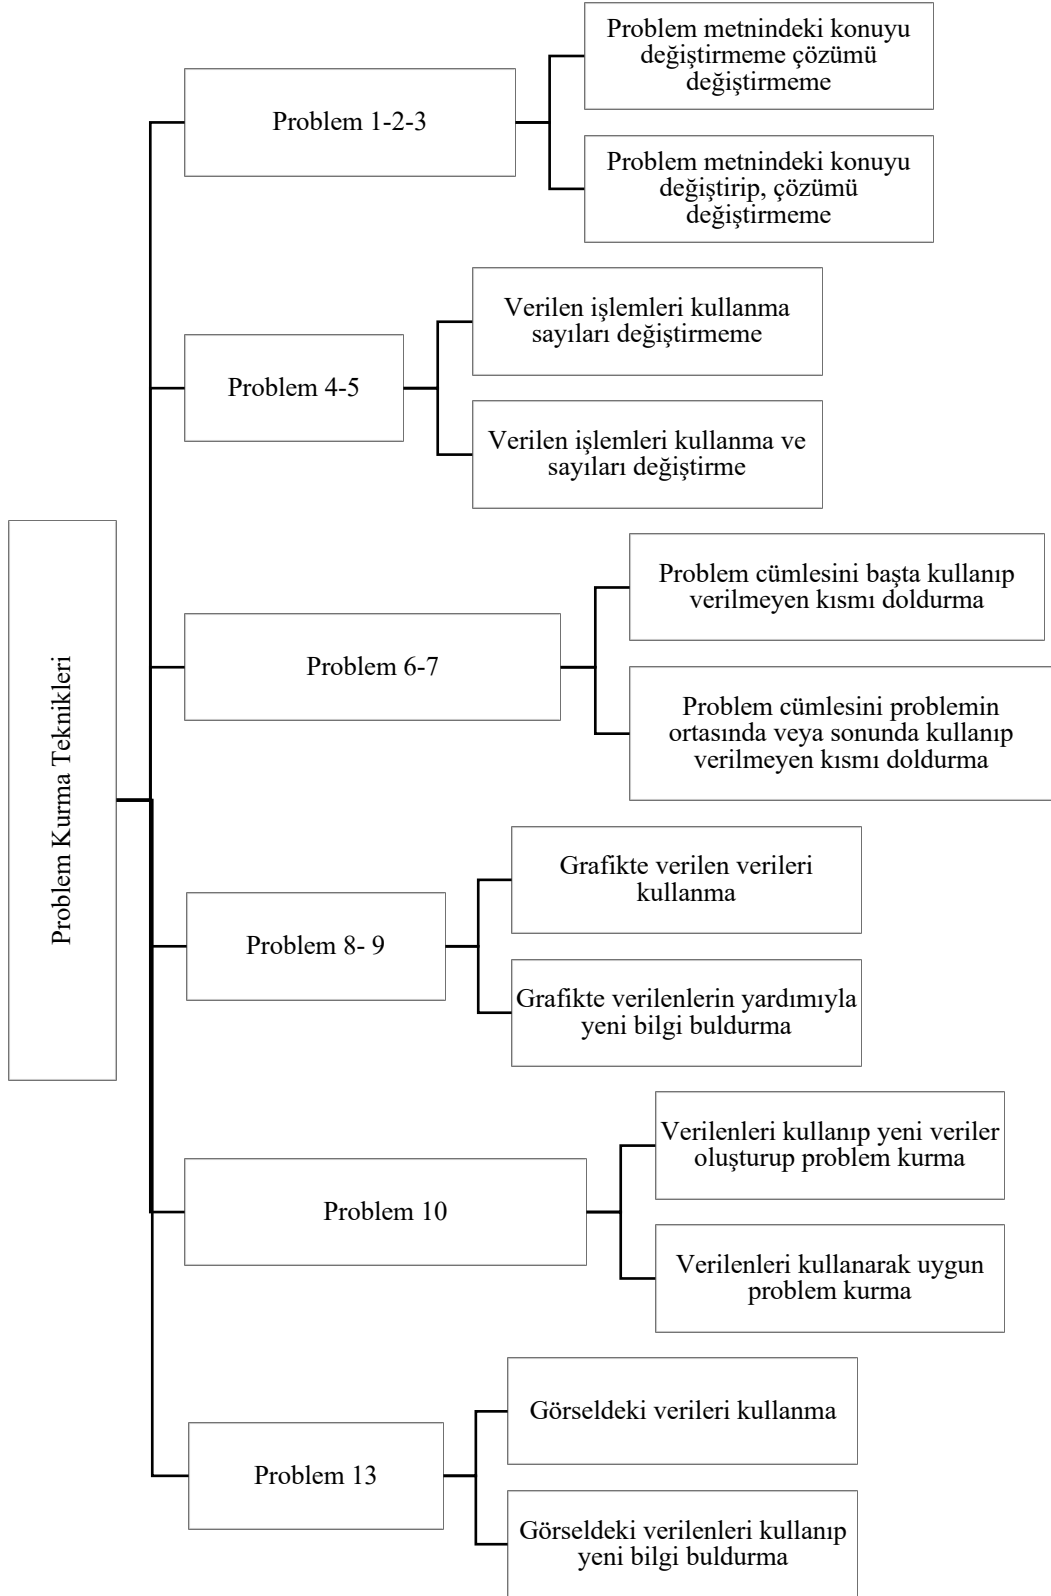 Problem Kurma Teknikleri
Problem 1-2-3
Problem metnindeki konuyu
değiştirmeme çözümü
değiştirmeme
Problem metnindeki konuyu
değiştirip, çözümü
değiştirmeme
Problem 4-5
Verilen işlemleri kullanma
sayıları değiştirmeme
Verilen işlemleri kullanma ve
sayıları değiştirme
Problem 6-7
Problem cümlesini başta kullanıp
verilmeyen kısmı doldurma
Problem cümlesini problemin
ortasında veya sonunda kullanıp
verilmeyen kısmı doldurma
Problem 8- 9
Grafikte verilen verileri
kullanma
Grafikte verilenlerin yardımıyla
yeni bilgi buldurma
Problem 10
Verilenleri kullanıp yeni veriler
oluşturup problem kurma
Verilenleri kullanarak uygun
problem kurma
Problem 13
Görseldeki verileri kullanma
Görseldeki verilenleri kullanıp
yeni bilgi buldurma